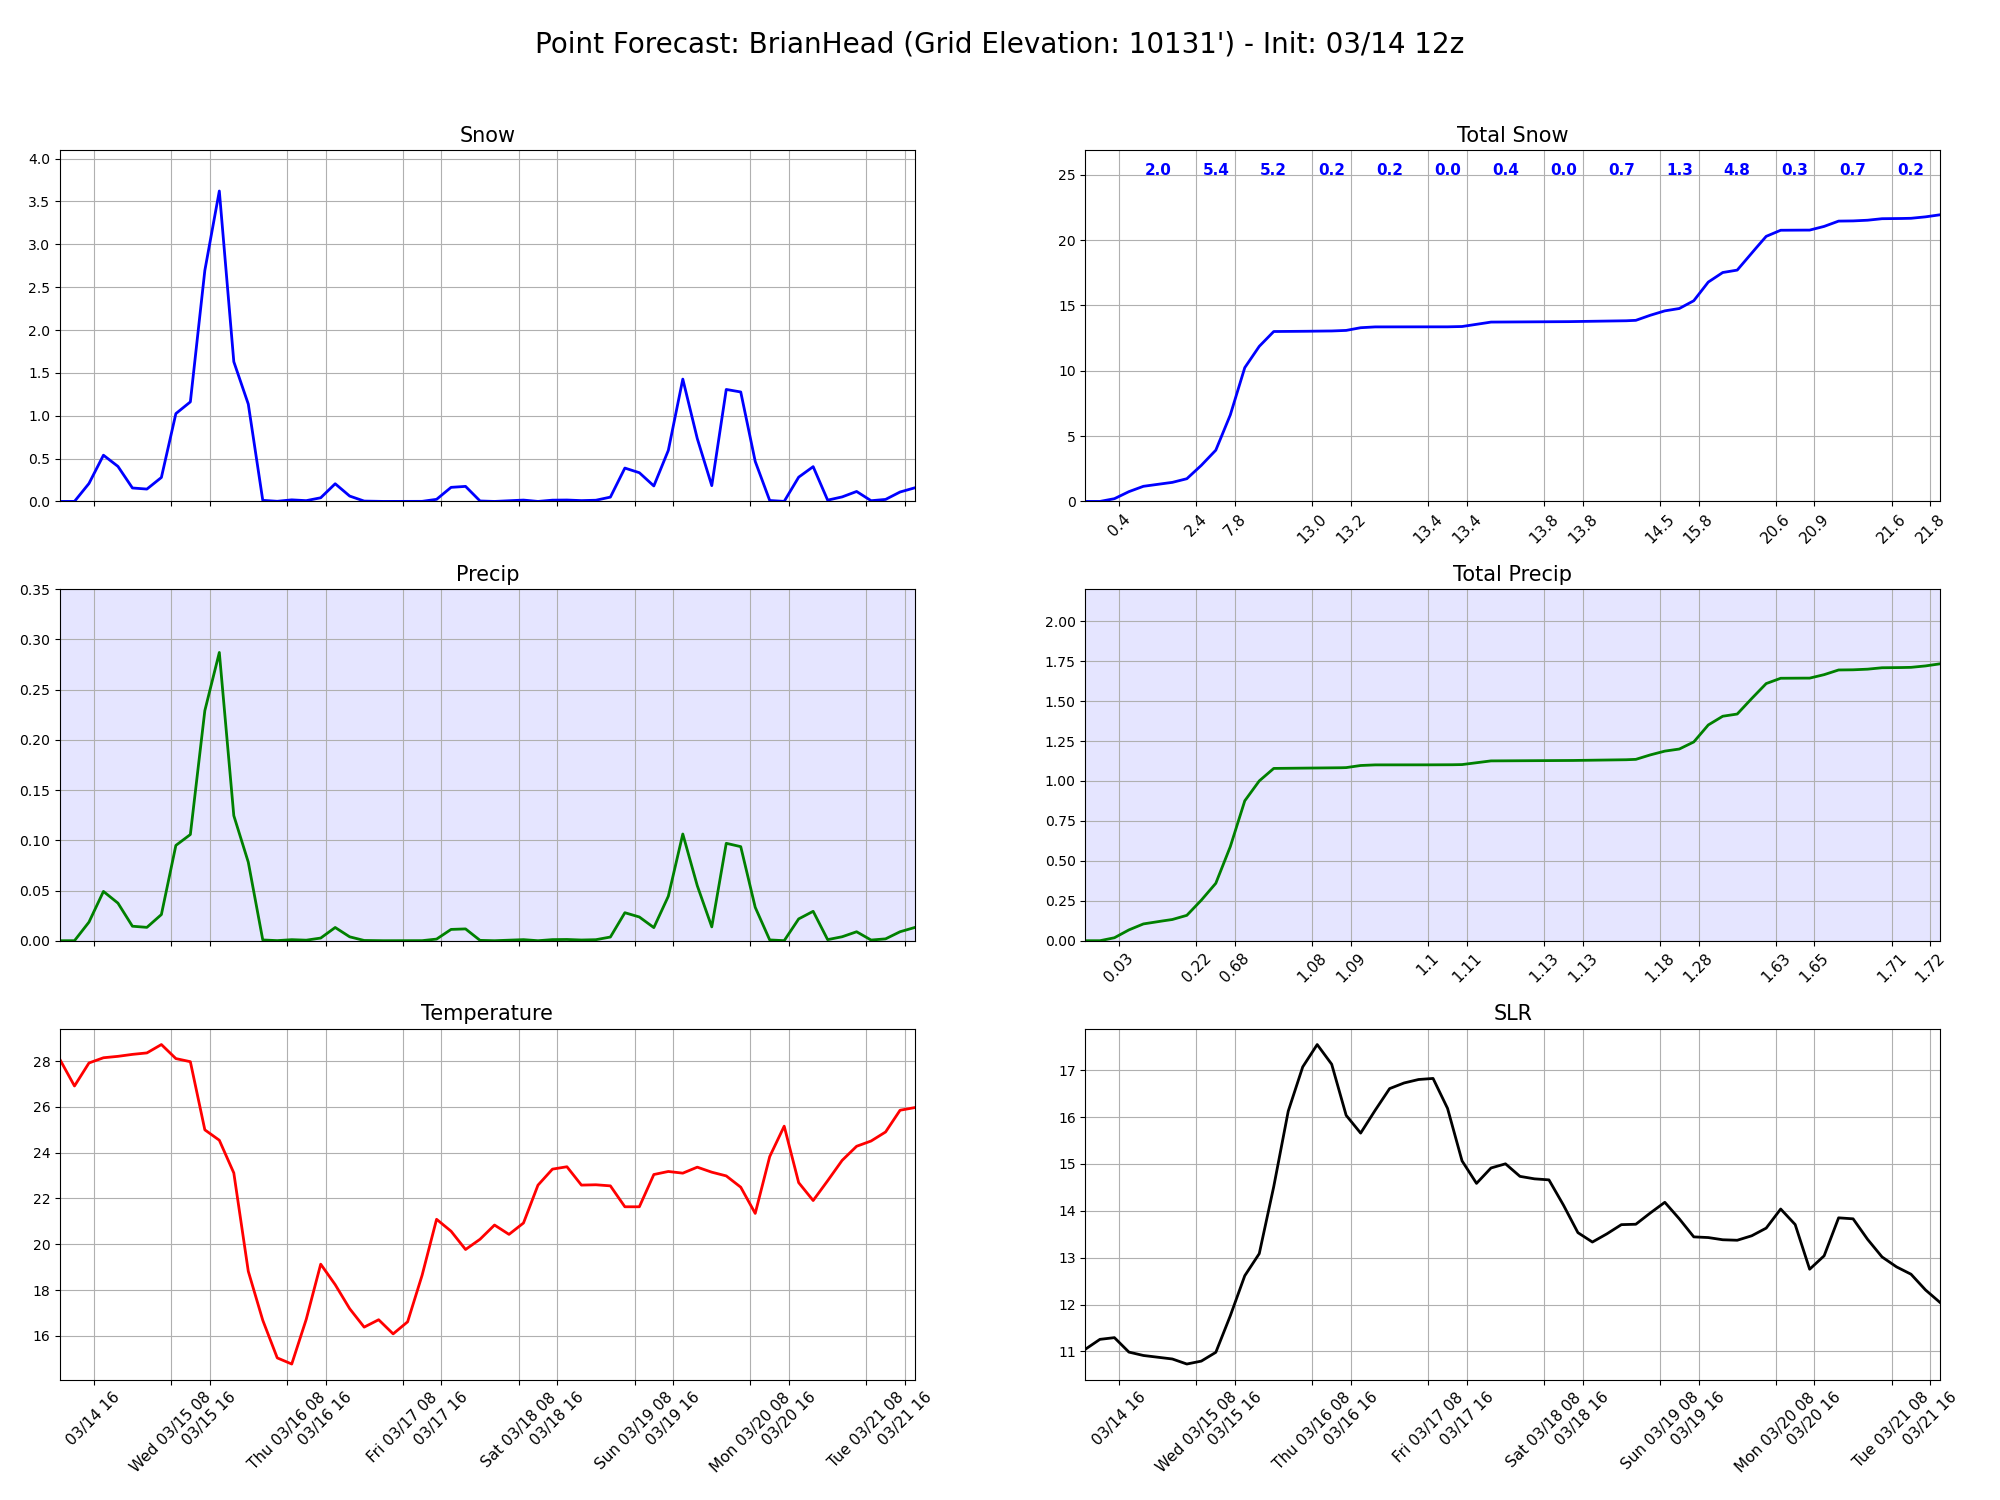 Point Forecast: BrianHead (Grid Elevation: 10131') - Init: 03/14 12z
Snow
4.0
3.5
3.0
2.5
2.0
1.5
1.0
0.5
0.0
Total Snow
2.0 5.4 5.2 0.2 0.2 0.0 0.4 0.0 0.7 1.3 4.8 0.3 0.7 0.2
25
20
15
10
5
0
0.4 2.4 7.8 13.0 13.2 13.4 13.4 13.8 13.8 14.5 15.8 20.6 20.9 21.6 21.8
Precip
0.35
0.30
0.25
0.20
0.15
0.10
0.05
0.00
Total Precip
2.00
1.75
1.50
1.25
1.00
0.75
0.50
0.25
0.00
0.03 0.22 0.68 1.08 1.09 1.1 1.11 1.13 1.13 1.18 1.28 1.63 1.65 1.71 1.72
Temperature
28
26
24
22
20
18
16
03/14 16
Wed 03/15 08
03/15 16
Thu 03/16 08
03/16 16
Fri 03/17 08
03/17 16
Sat 03/18 08
03/18 16
Sun 03/19 08
03/19 16
Mon 03/20 08
03/20 16
Tue 03/21 08
03/21 16
SLR
17
16
15
14
13
12
11
03/14 16
Wed 03/15 08
03/15 16
Thu 03/16 08
03/16 16
Fri 03/17 08
03/17 16
Sat 03/18 08
03/18 16
Sun 03/19 08
03/19 16
Mon 03/20 08
03/20 16
Tue 03/21 08
03/21 16